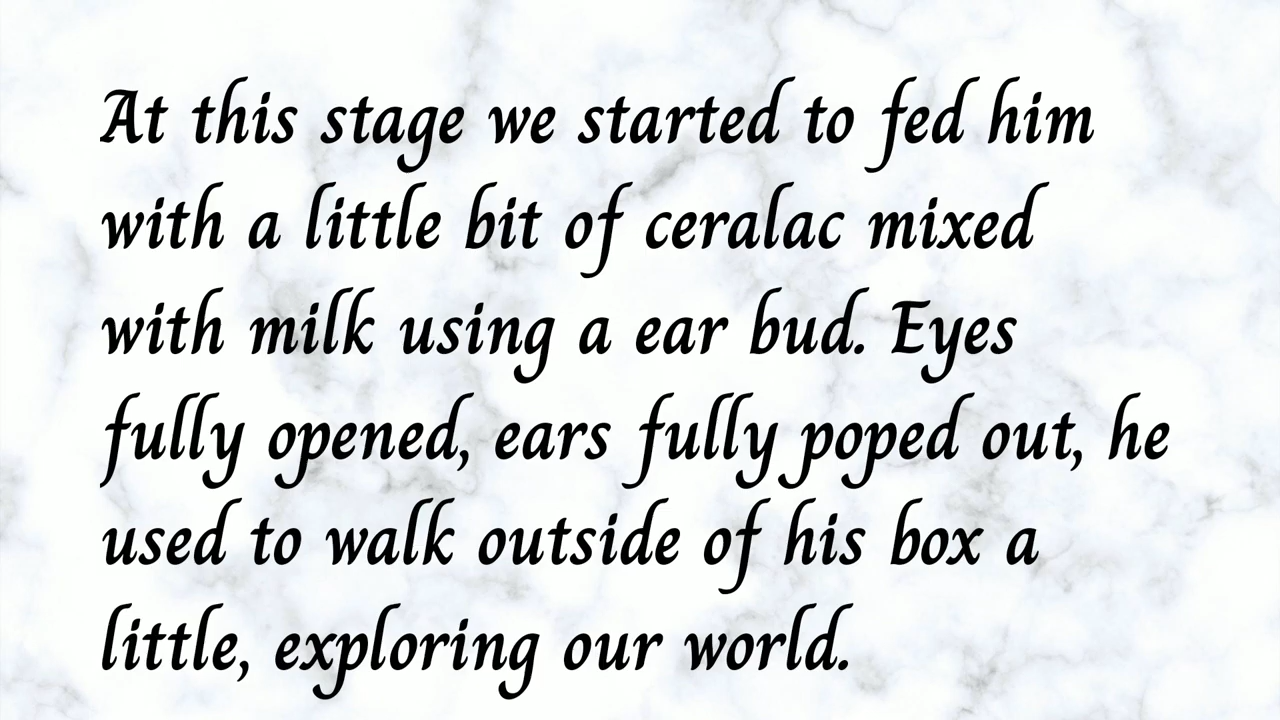 At this stage we started to fed him
with a little bit of ceralac mixed
with milk using a ear bud. Eyes
fully opened, ears fully poped out, he
used to walk outside of his box a
little, exploring our world.